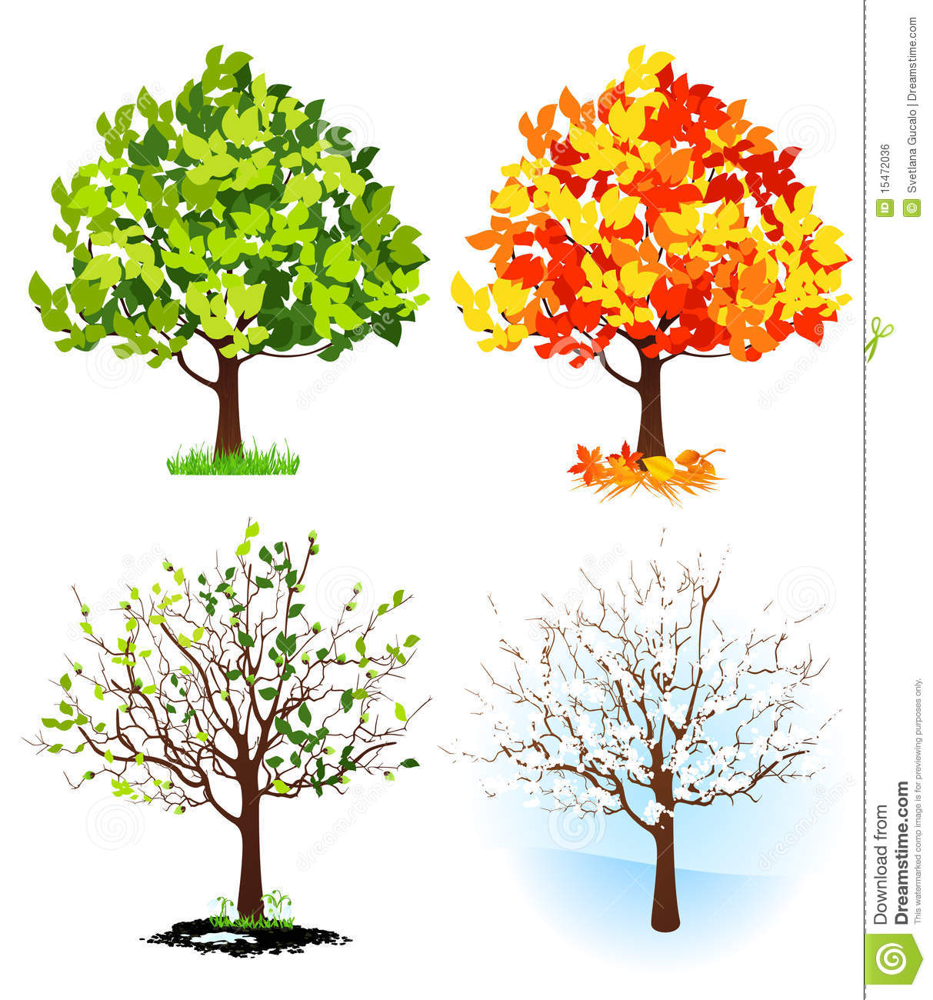 15472036
ID
Svetlana Gucalo | Dreamstime.com
©
Download from
Dreamstime.com
This watermarked comp image is for previewing purposes only.
dreamstime